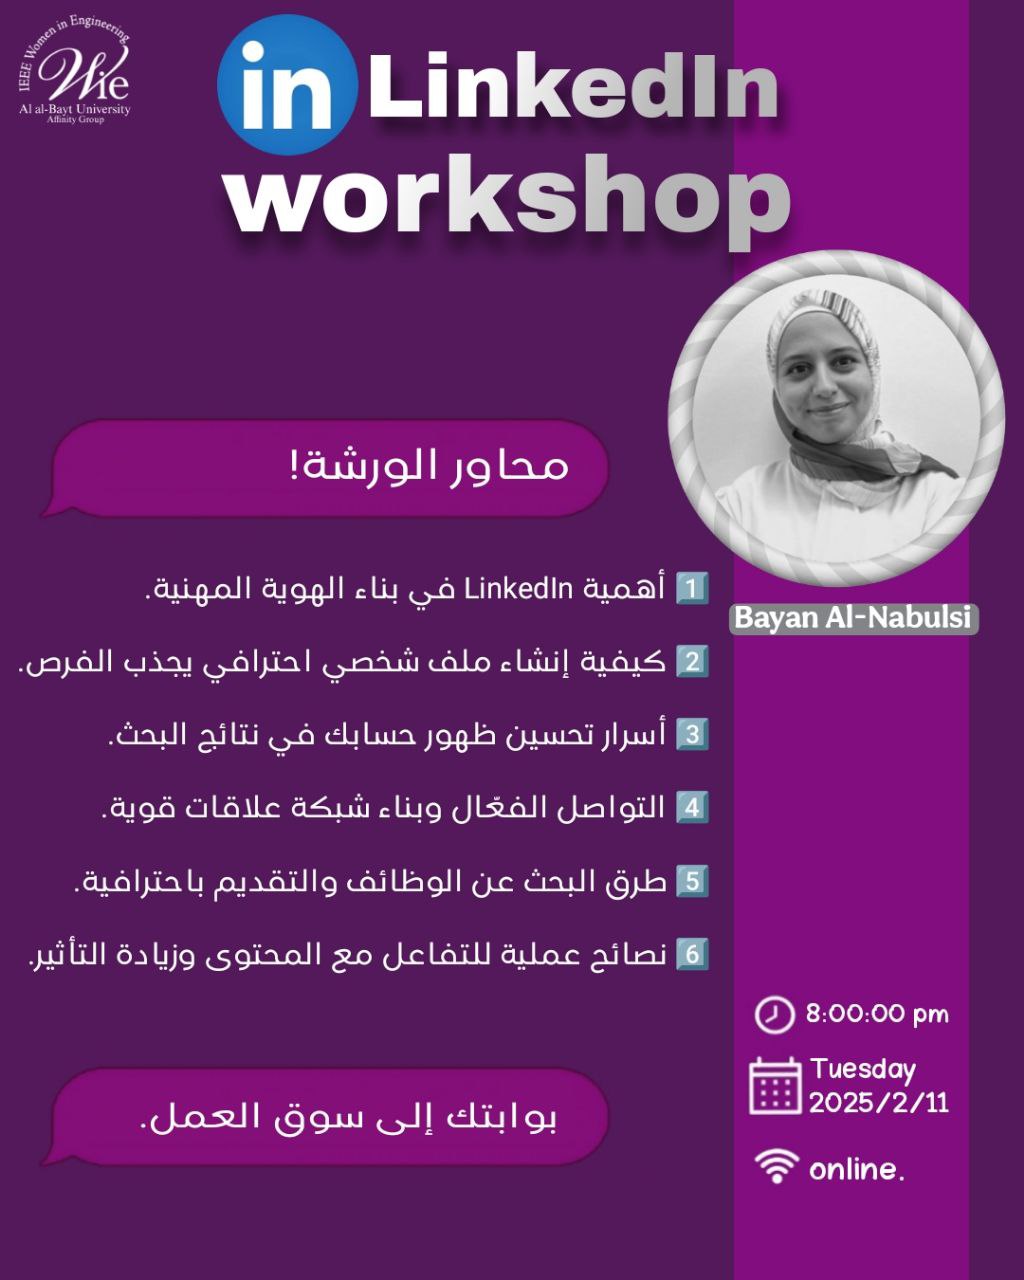 IEEE Women in Engineering
Wie
Al al-Bayt University
Affinity Group
in LinkedIn
workshop
Bayan Al-Nabulsi
محاور الورشة!
1 أهمية LinkedIn في بناء الهوية المهنية.
2 كيفية إنشاء ملف شخصي احترافي يجذب الفرص.
3 أسرار تحسين ظهور حسابك في نتائج البحث.
4 التواصل الفعّال وبناء شبكة علاقات قوية.
5 طرق البحث عن الوظائف والتقديم باحترافية.
6 نصائح عملية للتفاعل مع المحتوى وزيادة التأثير.
بوابتك إلى سوق العمل.
8:00:00 pm
Tuesday
2025/2/11
online.